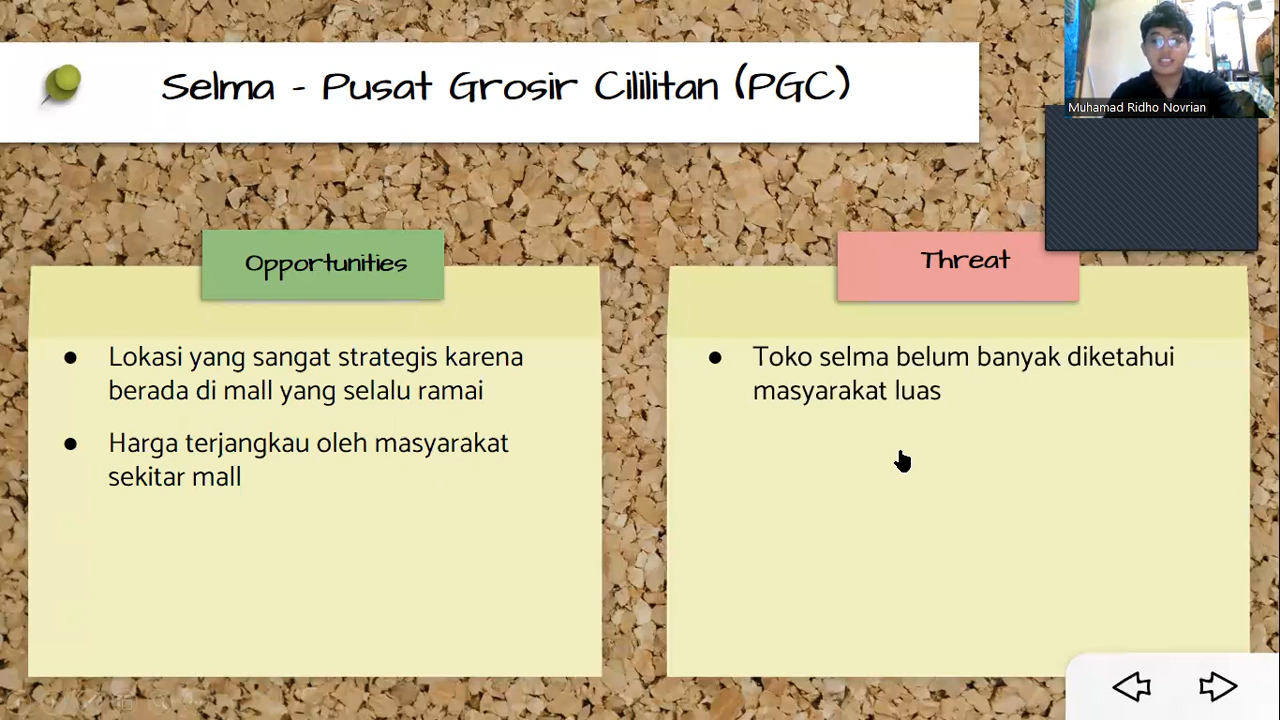 Selma - Pusat Grosir Cililitan (PGC)
Muhamad Ridho Novrian
Opportunities
Lokasi yang sangat strategis karena
berada di mall yang selalu ramai
Harga terjangkau oleh masyarakat
sekitar mall
Threat
Toko selma belum banyak diketahui
masyarakat luas